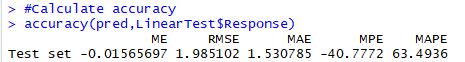 > #Calculate accuracy
> accuracy(pred,LinearTest$Response)
ME RMSE MAE MPE MAPE
Test set -0.01565697 1.985102 1.530785 -40.7772 63.4936